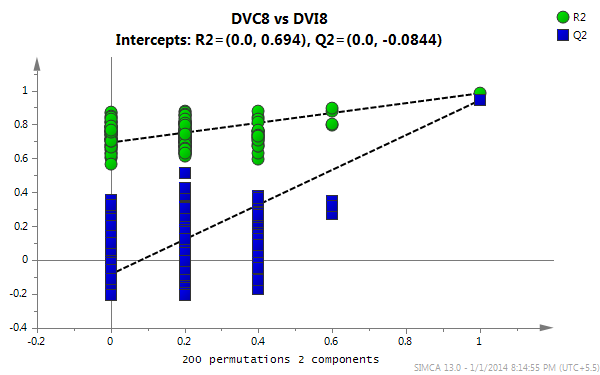 DVC8 vs DVI8
Intercepts: R2=(0.0, 0.694), Q2=(0.0, -0.0844)
R2
Q2
1
0.8
0.6
0.4
0.2
0
-0.2
-0.4
-0.2 0 0.2 0.4 0.6 0.8 1
200 permutations 2 components
SIMCA 13.0 - 1/1/2014 8:14:55 PM (UTC+5.5)